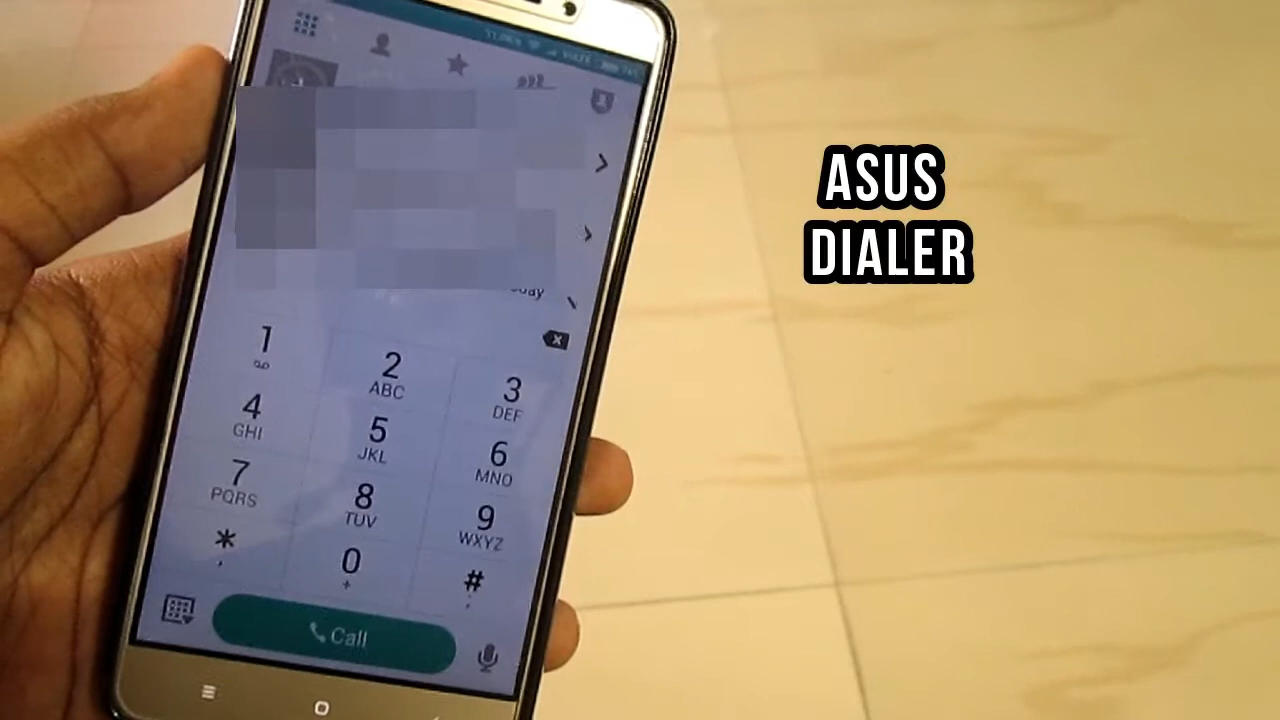 ASUS
DIALER
1
2
ABC
3
DEF
4
GHI
5
JKL
6
MNO
7
PQRS
8
TUV
9
WXYZ
*
,
0
+
#
;
Call